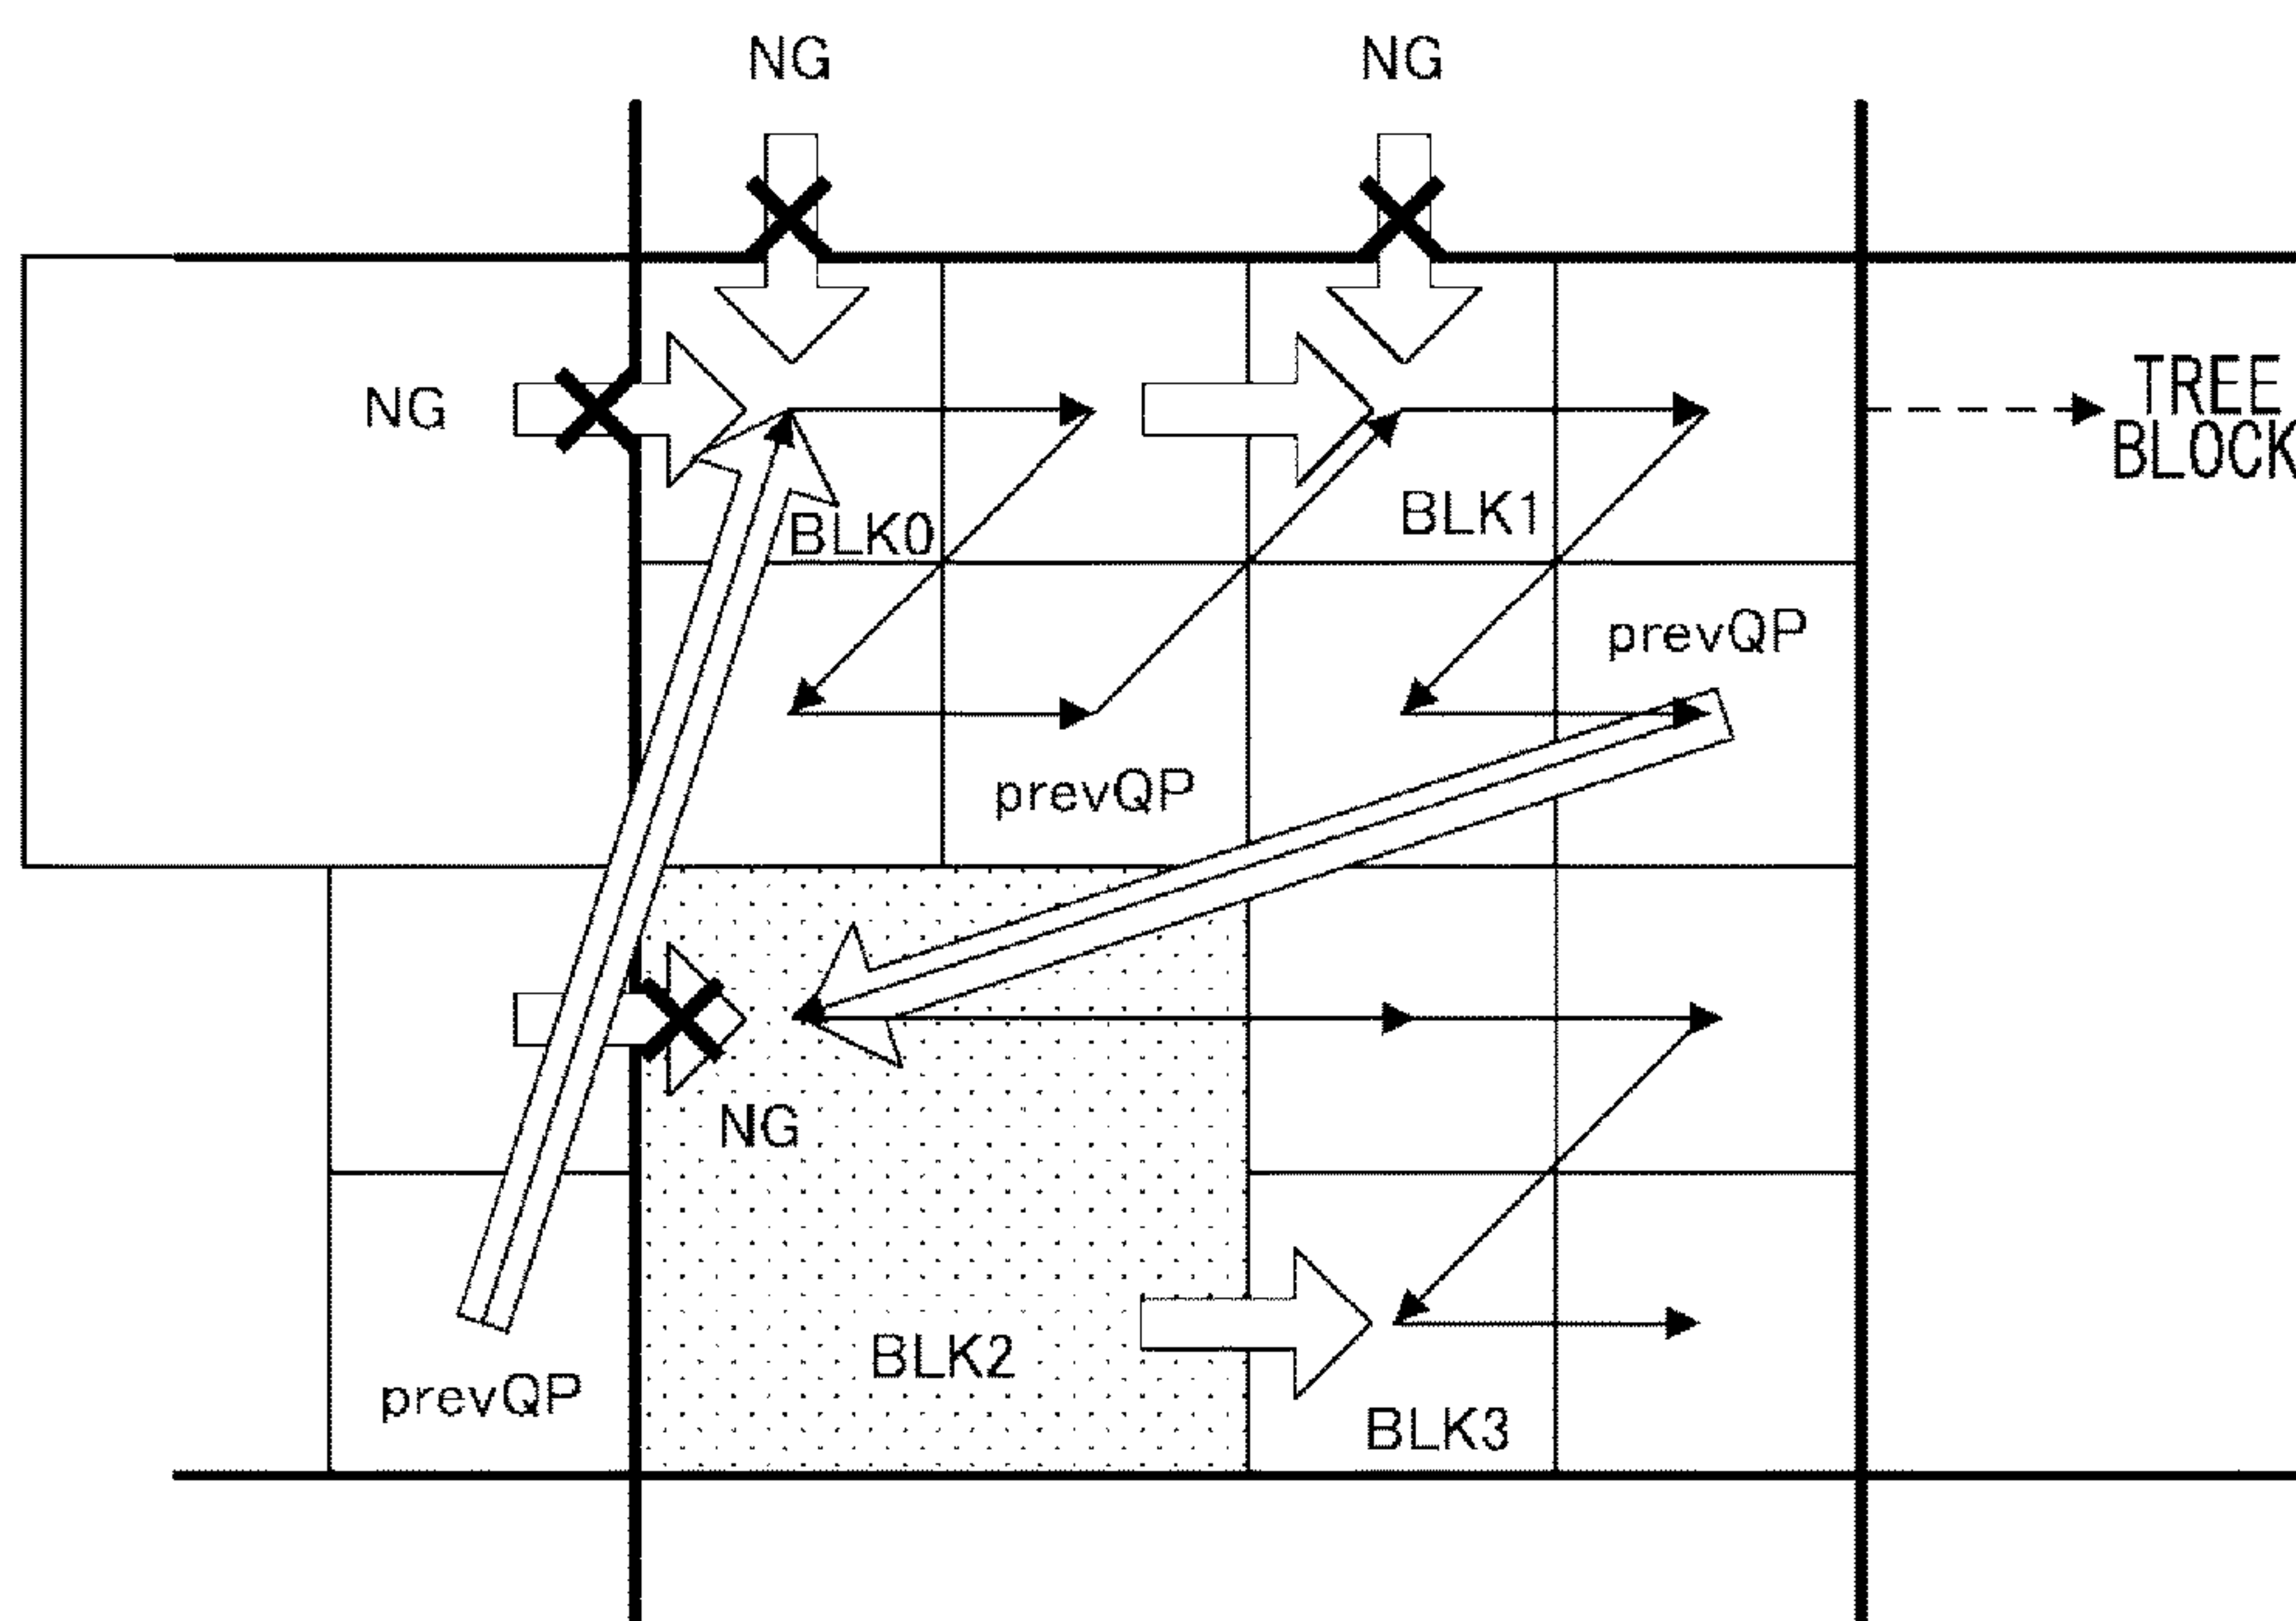 NG
NG
NG
TREE
BLOCK
BLK0
BLK1
prevQP
prevQP
NG
BLK2
prevQP
BLK3